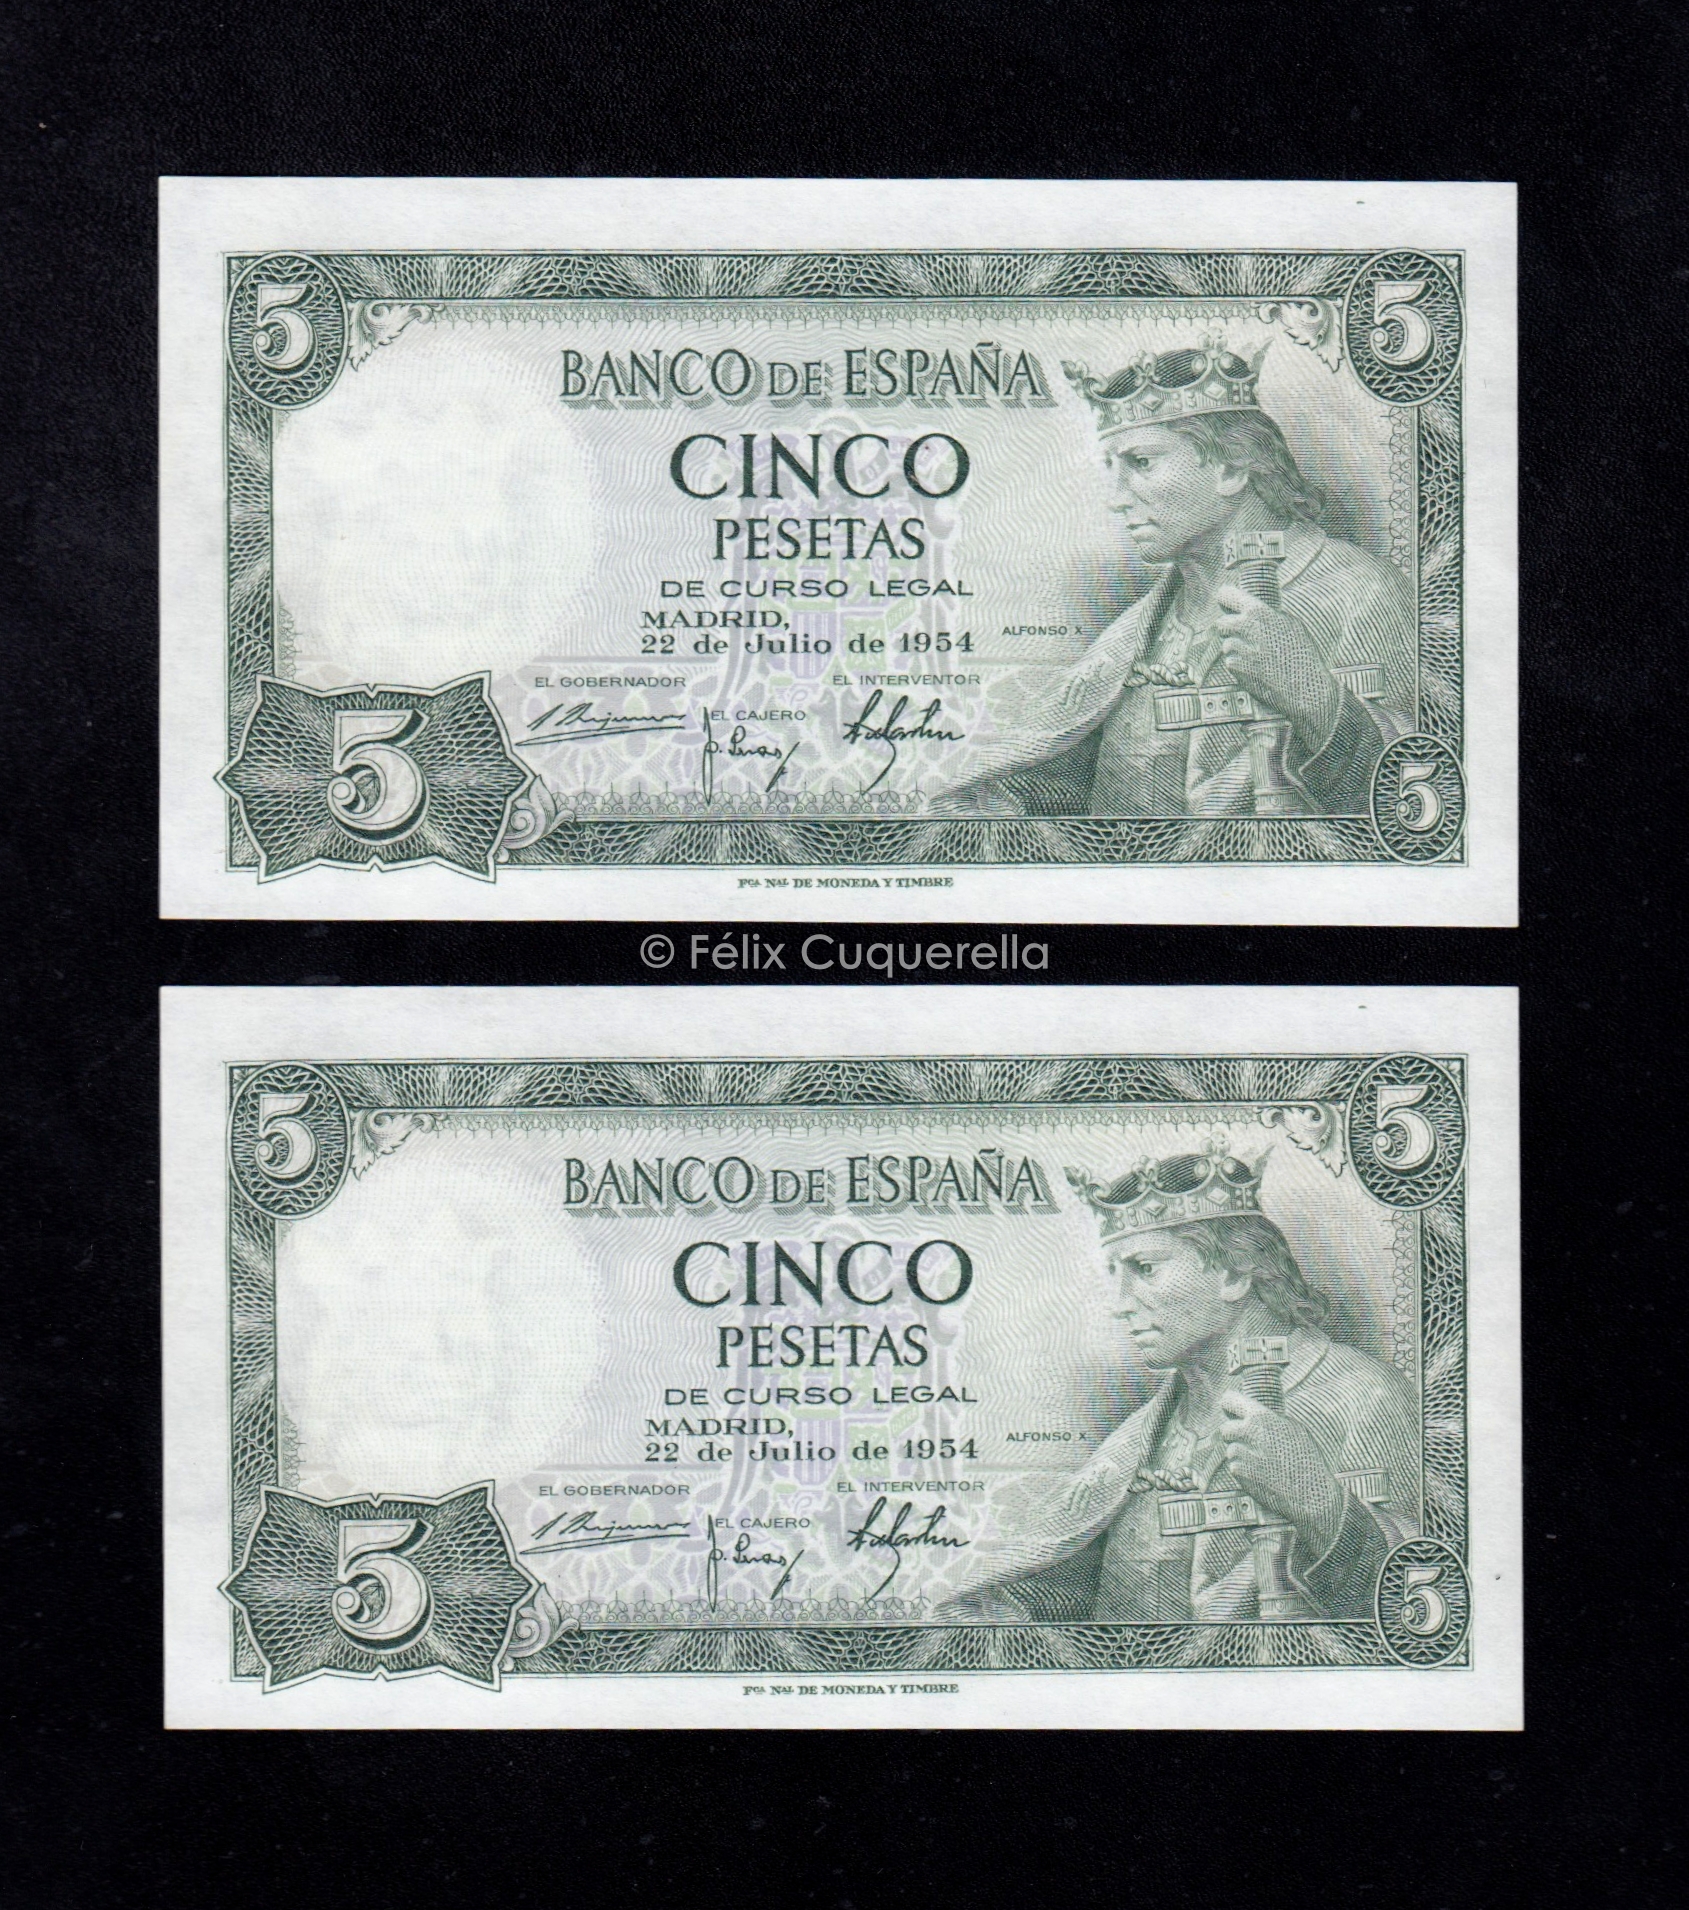 5 5
BANCO DE ESPAÑA
CINCO
PESETAS
DE CURSO LEGAL
MADRID,
22 de Julio de 1954
ALFONSO X
EL GOBERNADOR EL INTERVENTOR
EL CAJERO
5 5
Fca NAL DE MONEDA Y TIMBRE
© Félix Cuquerella
5 5
BANCO DE ESPAÑA
CINCO
PESETAS
DE CURSO LEGAL
MADRID,
22 de Julio de 1954
ALFONSO X
EL GOBERNADOR EL INTERVENTOR
EL CAJERO
5 5
Fca NAL DE MONEDA Y TIMBRE